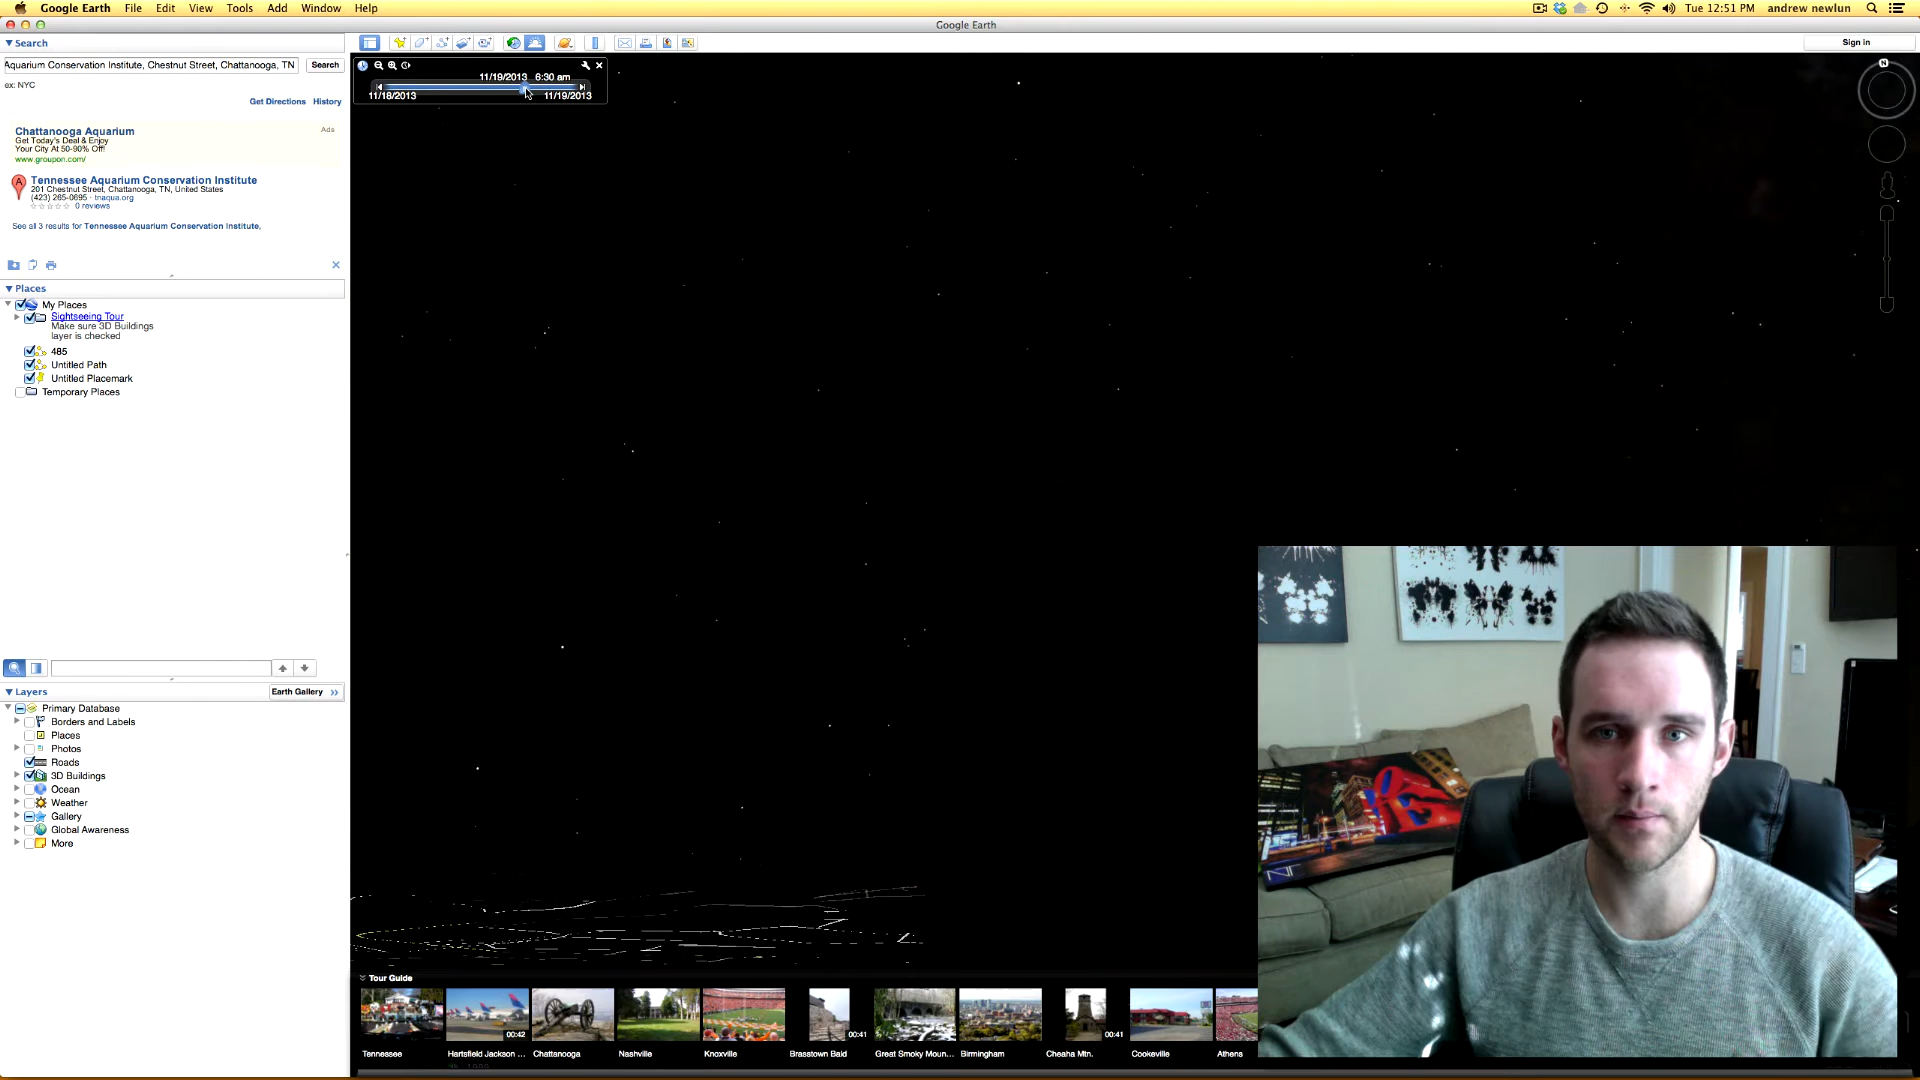 Google Earth File Edit View Tools Add Window Help
Tue 12:51 PM andrew newlun
Google Earth
Search
Sign in
Aquarium Conservation Institute, Chestnut Street, Chattanooga, TN Search
11/19/2013 6:30 am
ex: NYC
11/18/2013 11/19/2013
Get Directions History
Chattanooga Aquarium Ads
Get Today's Deal & Enjoy
Your City At 50-90% Off!
www.groupon.com/
A Tennessee Aquarium Conservation Institute
201 Chestnut Street, Chattanooga, TN, United States
(423) 265-0695 - tnaqua.org
0 reviews
See all 3 results for Tennessee Aquarium Conservation Institute,
Places
My Places
Sightseeing Tour
Make sure 3D Buildings
layer is checked
485
Untitled Path
Untitled Placemark
Temporary Places
Layers Earth Gallery »
Primary Database
Borders and Labels
Places
Photos
Roads
3D Buildings
Ocean
Weather
Gallery
Global Awareness
More
N
Tour Guide
00:42 00:41 00:41
Tennessee Hartsfield Jackson ... Chattanooga Nashville Knoxville Brasstown Bald Great Smoky Moun... Birmingham Cheaha Mtn. Cookeville Athens